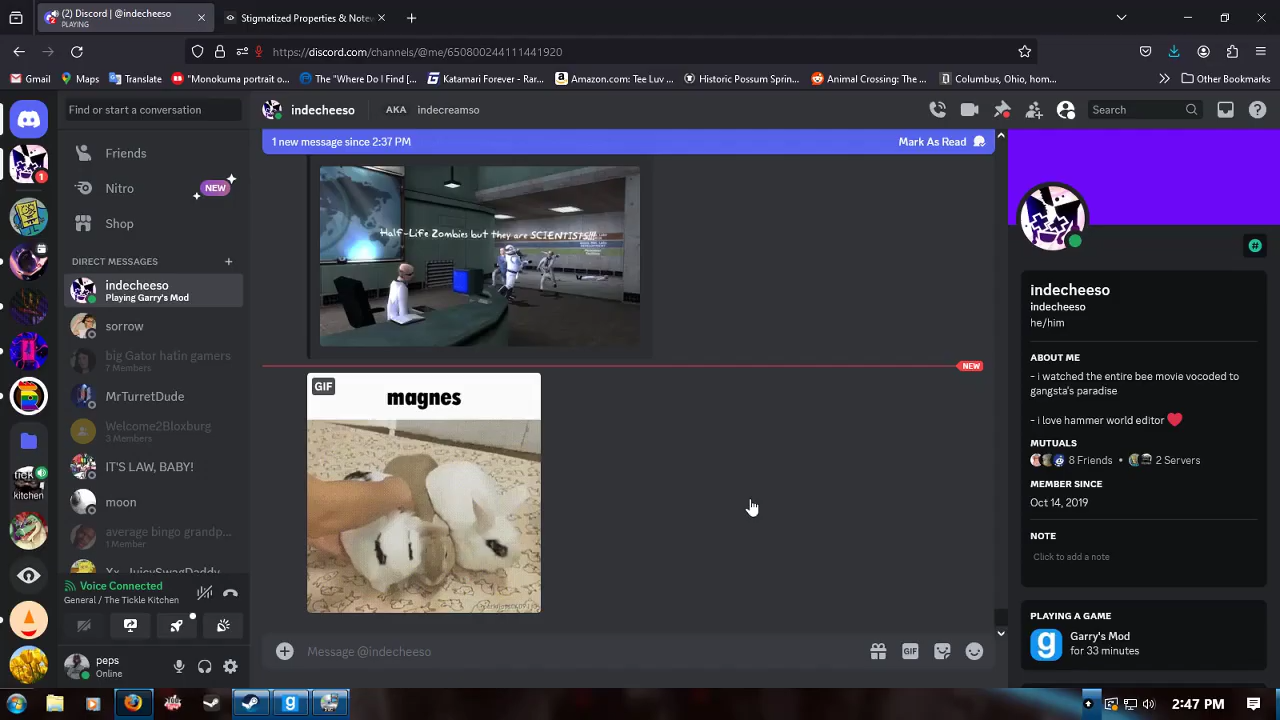 (2) Discord | @indecheeso
PLAYING
Stigmatized Properties & Notew
https://discord.com/channels/@me/650800244111441920
Gmail
Maps
Translate
"Monokuma portrait o...
The "Where Do I Find [...
Katamari Forever - Rar...
Amazon.com: Tee Luv ...
Historic Possum Sprin...
Animal Crossing: The ...
Columbus, Ohio, hom...
Other Bookmarks
Find or start a conversation
indecheeso
AKA
indecreamso
Search
1 new message since 2:37 PM
Mark As Read
Friends
Nitro
NEW
Shop
DIRECT MESSAGES
indecheeso
Playing Garry's Mod
sorrow
big Gator hatin gamers
7 Members
MrTurretDude
Welcome2Bloxburg
3 Members
IT'S LAW, BABY!
moon
average bingo grandp...
1 Member
Xx_JuicySwagDaddy
Voice Connected
General / The Tickle Kitchen
peps
Online
1
tickle
kitchen
Half-Life Zombies but they are SCIENTISTS!!!
NEW
GIF
magnes
Message @indecheeso
GIF
indecheeso
indecheeso
he/him
ABOUT ME
- i watched the entire bee movie vocoded to
gangsta's paradise
- i love hammer world editor
MUTUALS
8 Friends • 2 Servers
MEMBER SINCE
Oct 14, 2019
NOTE
Click to add a note
PLAYING A GAME
g
Garry's Mod
for 33 minutes
g
2:47 PM